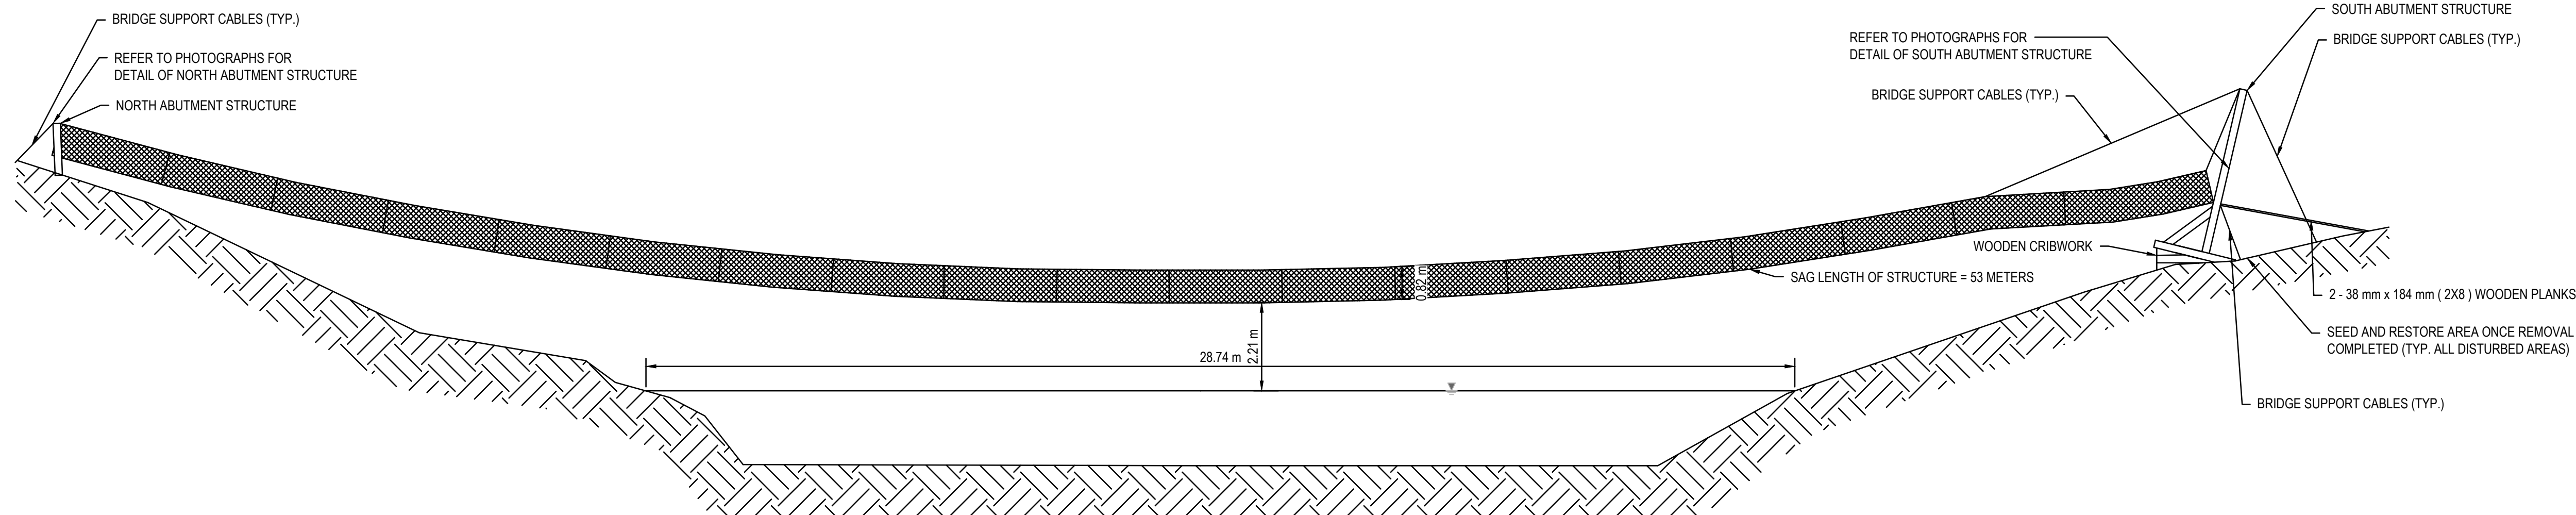 BRIDGE SUPPORT CABLES (TYP.)
REFER TO PHOTOGRAPHS FOR
DETAIL OF NORTH ABUTMENT STRUCTURE
NORTH ABUTMENT STRUCTURE
SOUTH ABUTMENT STRUCTURE
REFER TO PHOTOGRAPHS FOR
DETAIL OF SOUTH ABUTMENT STRUCTURE
BRIDGE SUPPORT CABLES (TYP.)
BRIDGE SUPPORT CABLES (TYP.)
WOODEN CRIBWORK
SAG LENGTH OF STRUCTURE = 53 METERS
0.82 m
2 - 38 mm x 184 mm ( 2X8 ) WOODEN PLANKS
SEED AND RESTORE AREA ONCE REMOVAL
COMPLETED (TYP. ALL DISTURBED AREAS)
28.74 m
2.21 m
BRIDGE SUPPORT CABLES (TYP.)